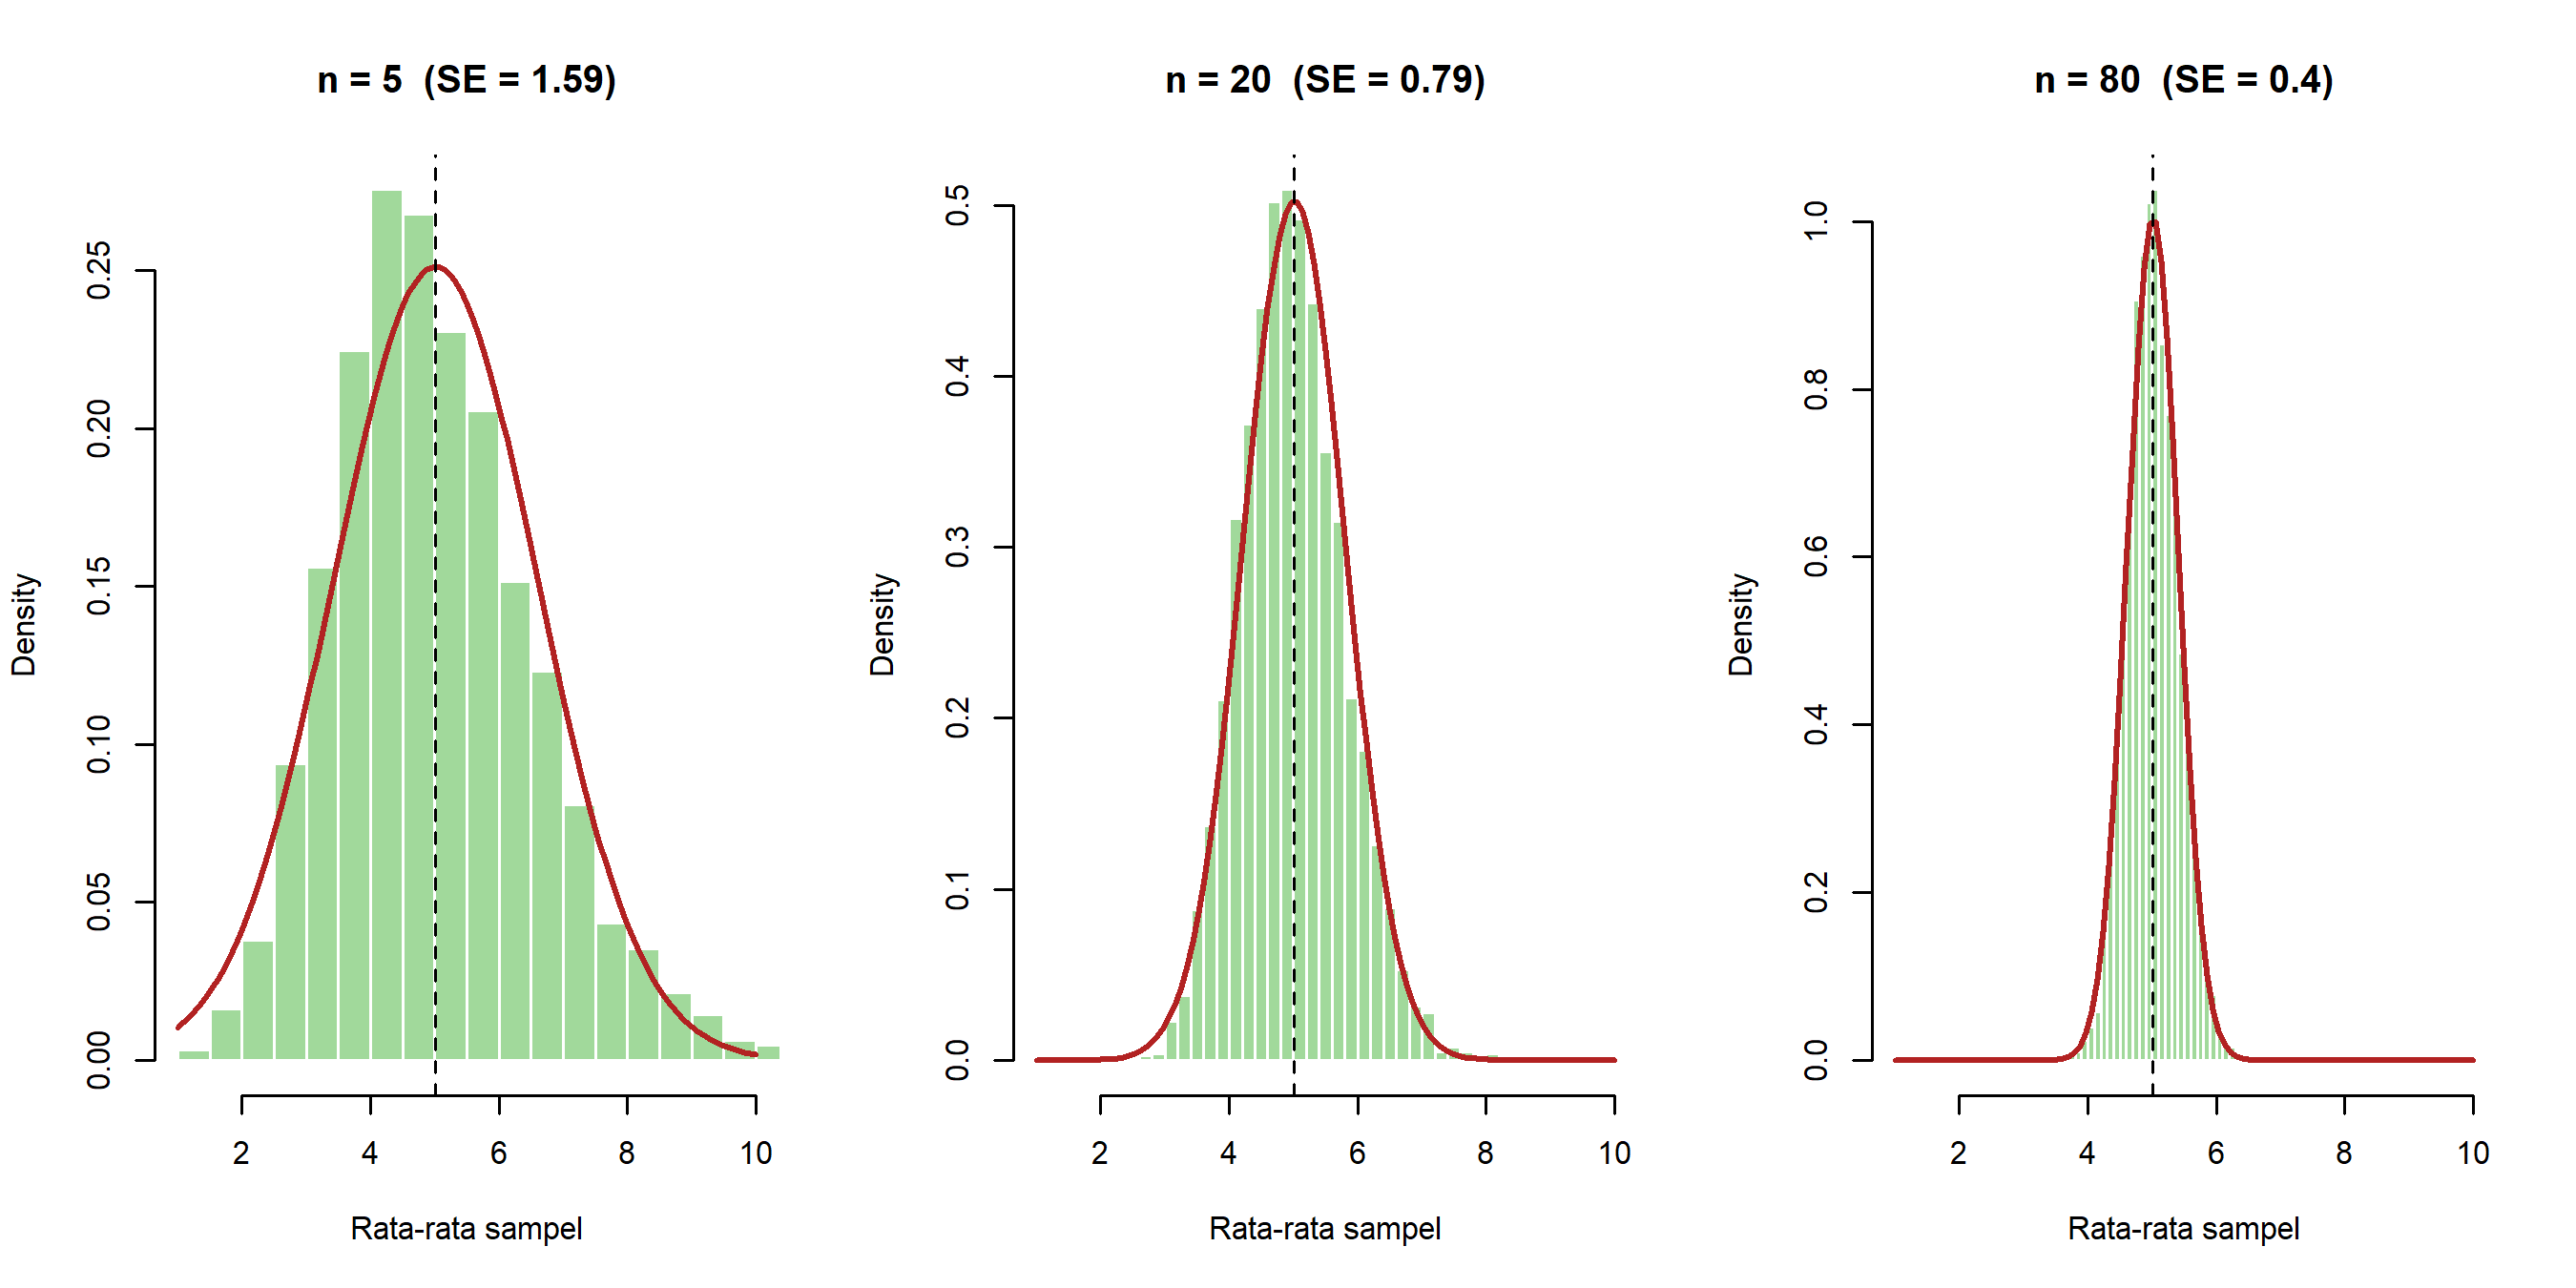 n = 5  (SE = 1.59)
Density
0.25
0.20
0.15
0.10
0.05
0.00
2 4 6 8 10
Rata-rata sampel
n = 20  (SE = 0.79)
Density
0.5
0.4
0.3
0.2
0.1
0.0
2 4 6 8 10
Rata-rata sampel
n = 80  (SE = 0.4)
Density
1.0
0.8
0.6
0.4
0.2
0.0
2 4 6 8 10
Rata-rata sampel